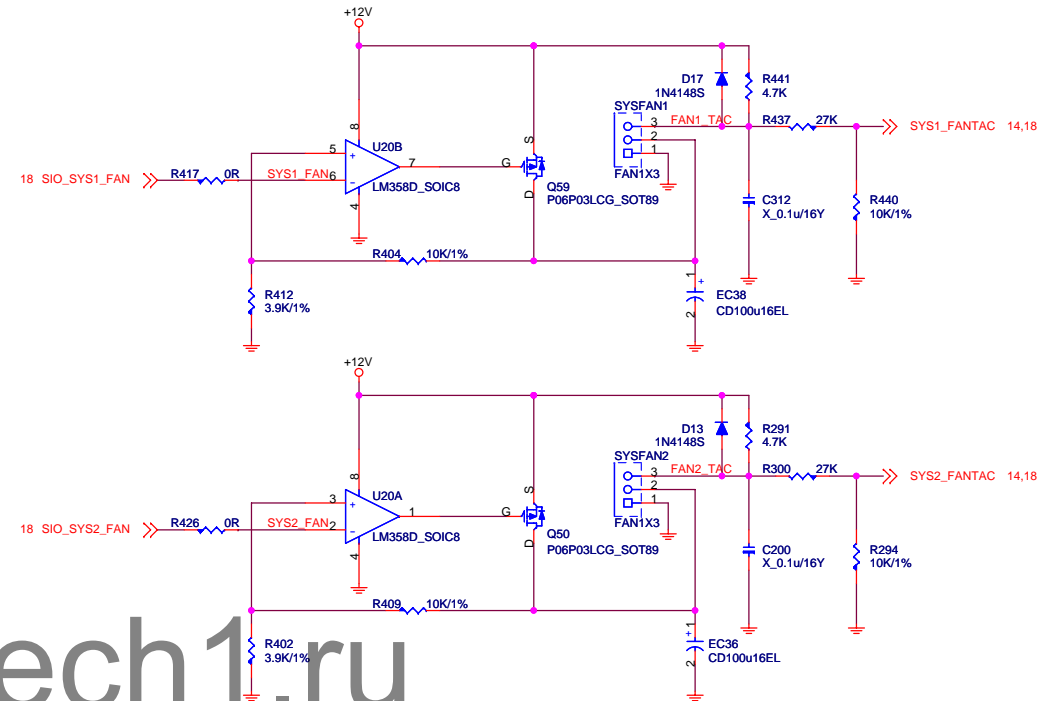 +12V
8
D17
1N4148S
R441
4.7K
SYSFAN1
3
2
1
FAN1_TAC
R437
27K
SYS1_FANTAC
14,18
5
+
U20B
7
G
S
D
18
SIO_SYS1_FAN
R417
0R
SYS1_FAN
6
-
LM358D_SOIC8
4
Q59
P06P03LCG_SOT89
FAN1X3
C312
X_0.1u/16Y
R440
10K/1%
R404
10K/1%
R412
3.9K/1%
1
+
2
EC38
CD100u16EL
+12V
8
D13
1N4148S
R291
4.7K
SYSFAN2
3
2
1
FAN2_TAC
R300
27K
SYS2_FANTAC
14,18
3
+
U20A
1
G
S
D
18
SIO_SYS2_FAN
R426
0R
SYS2_FAN
2
-
LM358D_SOIC8
4
Q50
P06P03LCG_SOT89
FAN1X3
C200
X_0.1u/16Y
R294
10K/1%
R409
10K/1%
R402
3.9K/1%
1
+
2
EC36
CD100u16EL
ech1.ru